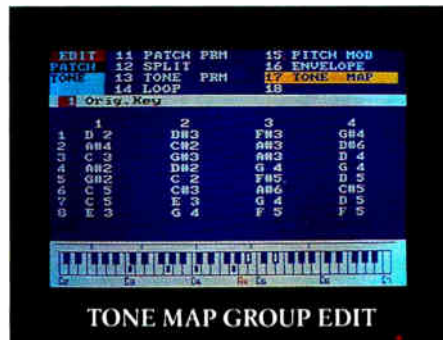 EDIT 11 PATCH PRM 15 PITCH MOD
PATCH 12 SPLIT 16 ENVELOPE
TONE 13 TONE PRM 17 TONE MAP
14 LOOP 18
1 Orig.Key
1 2 3 4
1 D 2 D#3 F#3 G#4
2 A#4 C#2 A#3 D#6
3 C 3 G#3 A#3 D 4
4 A#2 D#2 G 4 G 4
5 G#2 C 2 F#5 D 5
6 C 5 C#3 A#6 C#5
7 C 5 E 3 G 4 D 5
8 E 3 G 4 F 5 F 5
TONE MAP GROUP EDIT